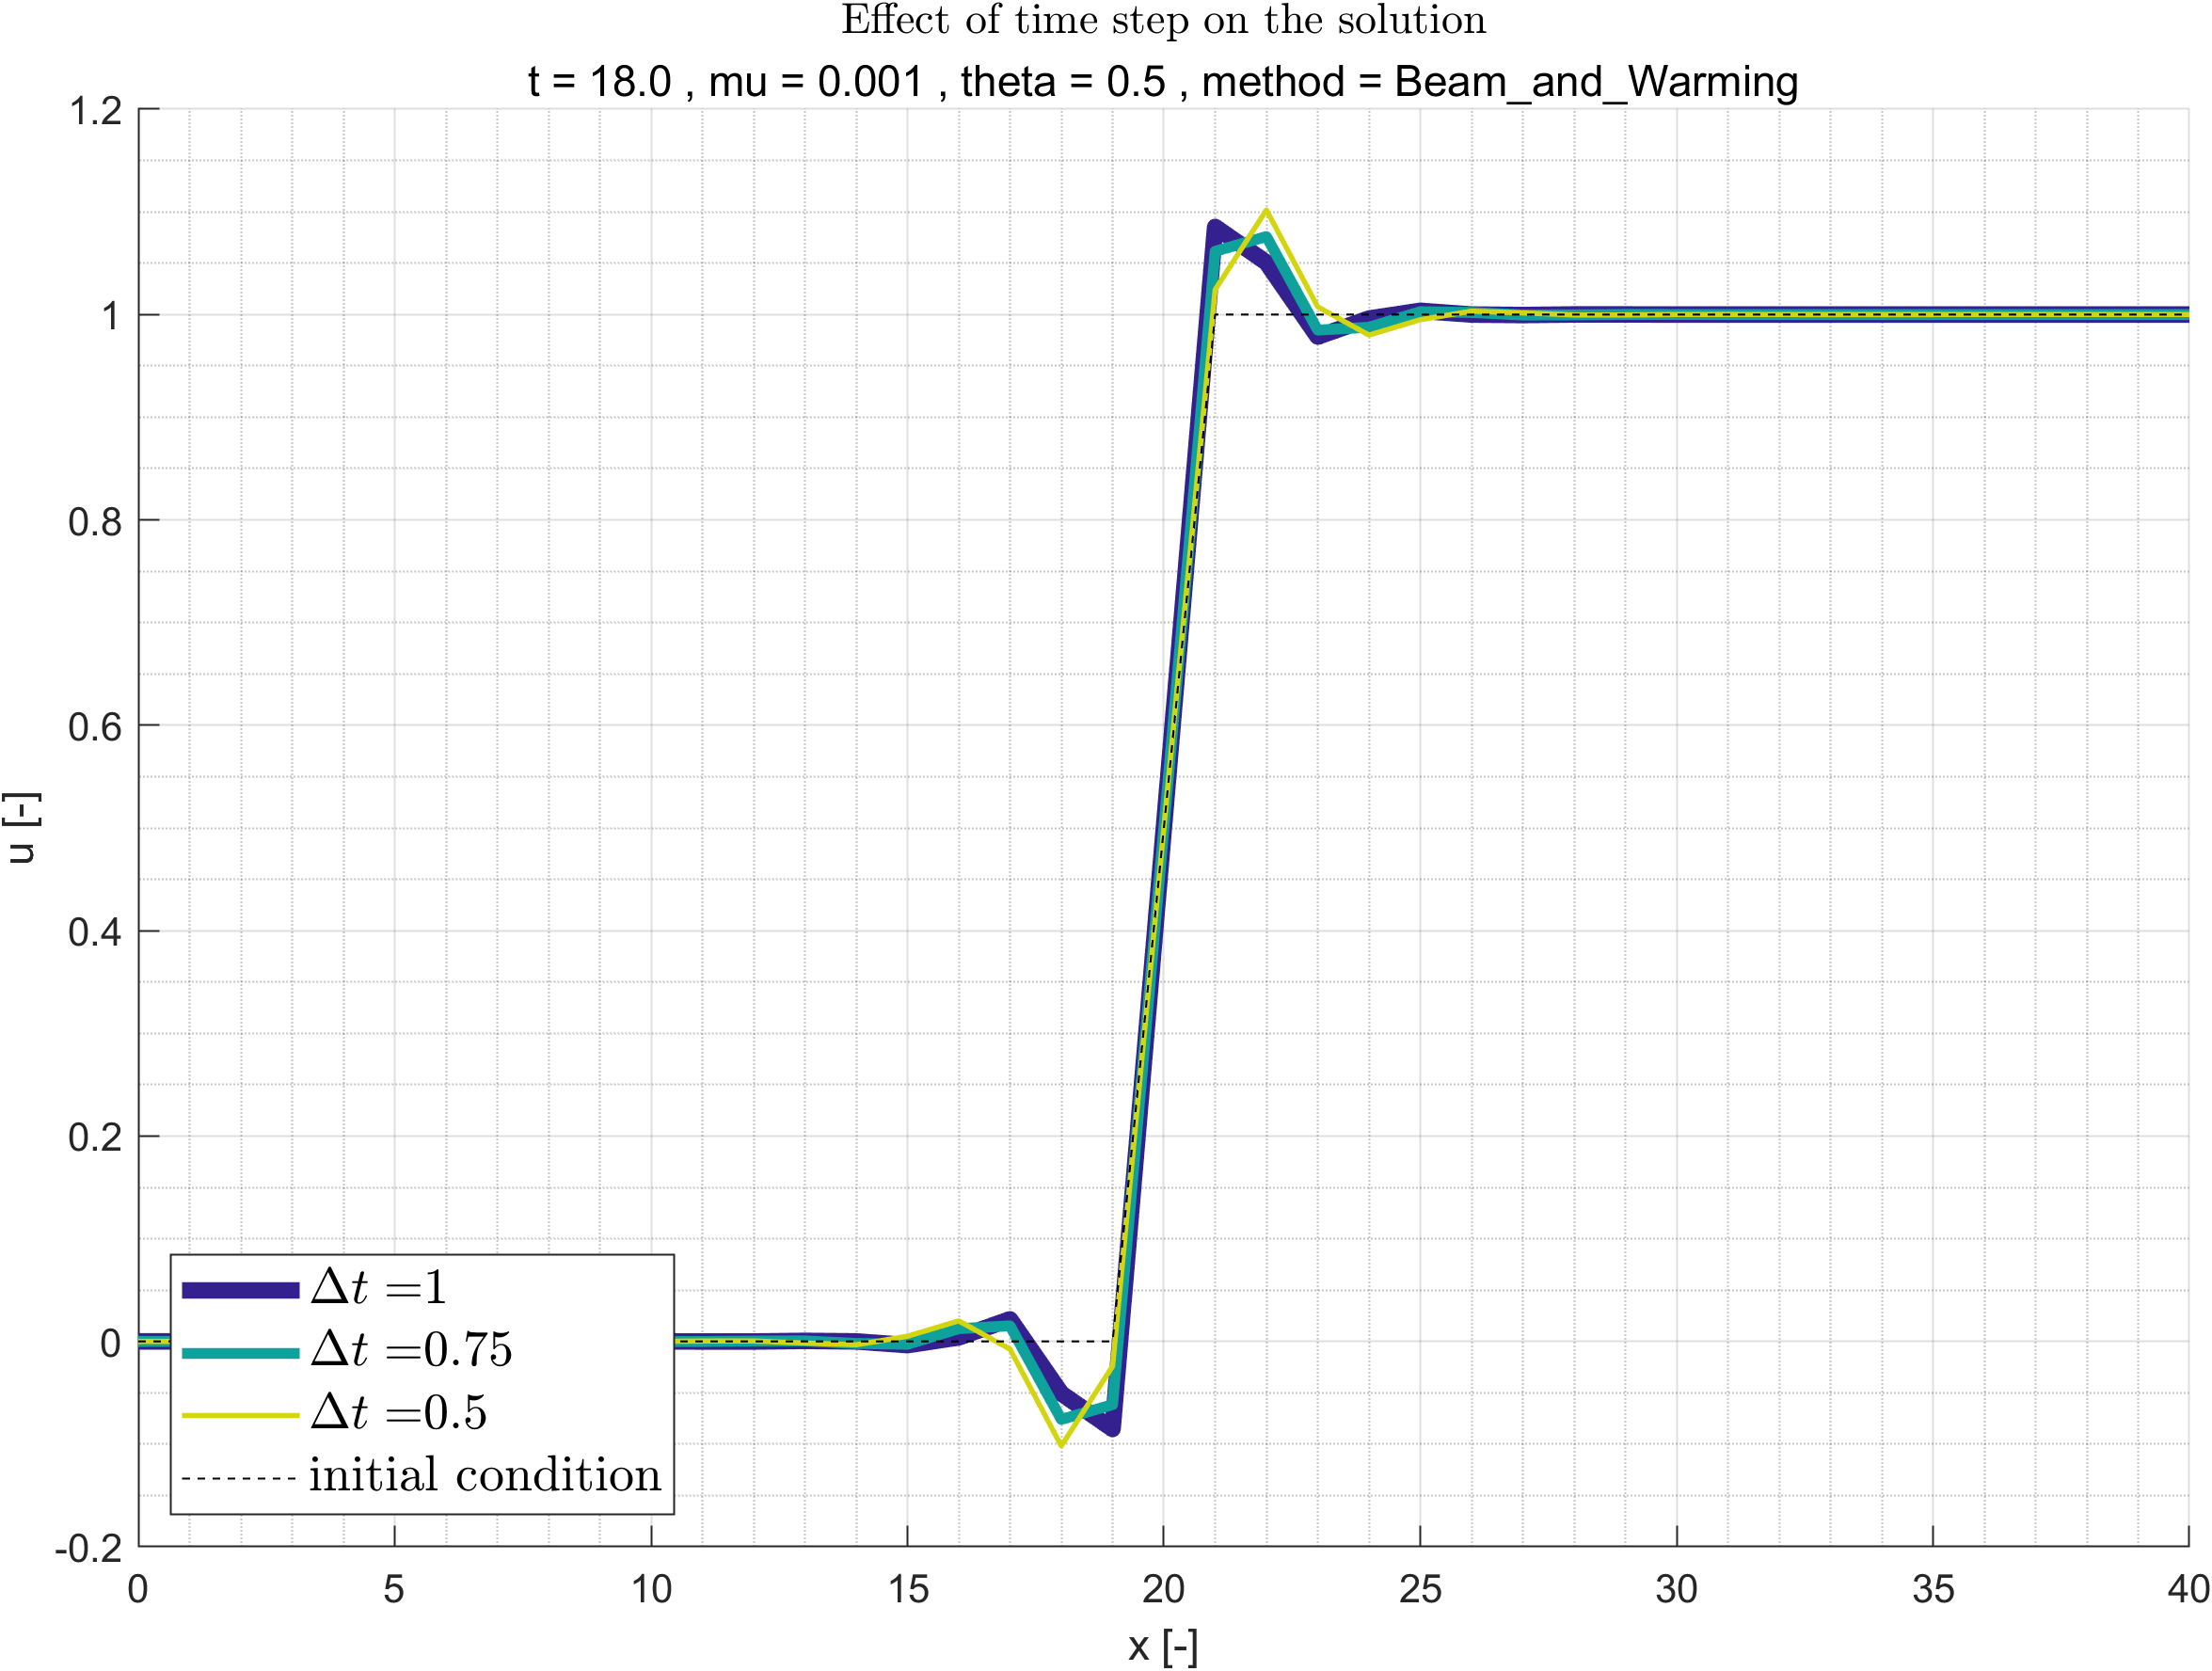 Effect of time step on the solution
t = 18.0 , mu = 0.001 , theta = 0.5 , method = Beam_and_Warming
1.2
1
0.8
0.6
0.4
0.2
0
-0.2
u [-]
Δt =1
Δt =0.75
Δt =0.5
initial condition
0 5 10 15 20 25 30 35 40
x [-]